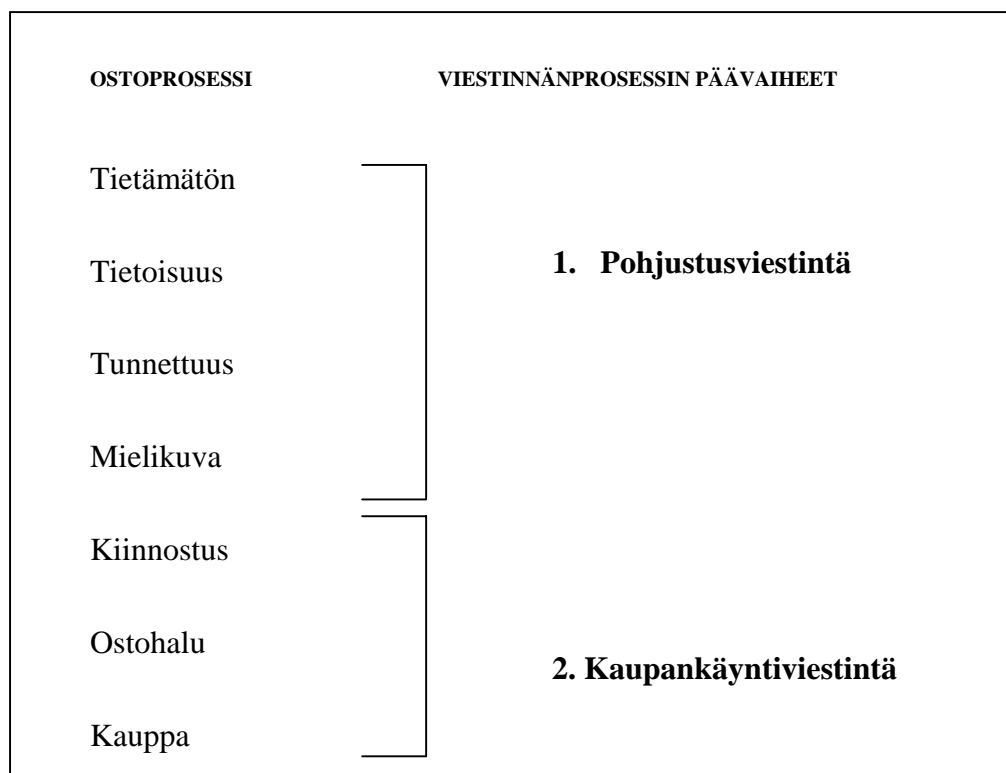 OSTOPROSESSI VIESTINNÄNPROSESSIN PÄÄVAIHEET
Tietämätön
1. Pohjustusviestintä
Tietoisuus
Tunnettuus
Mielikuva
Kiinnostus
Ostohalu
2. Kaupankäyntiviestintä
Kauppa